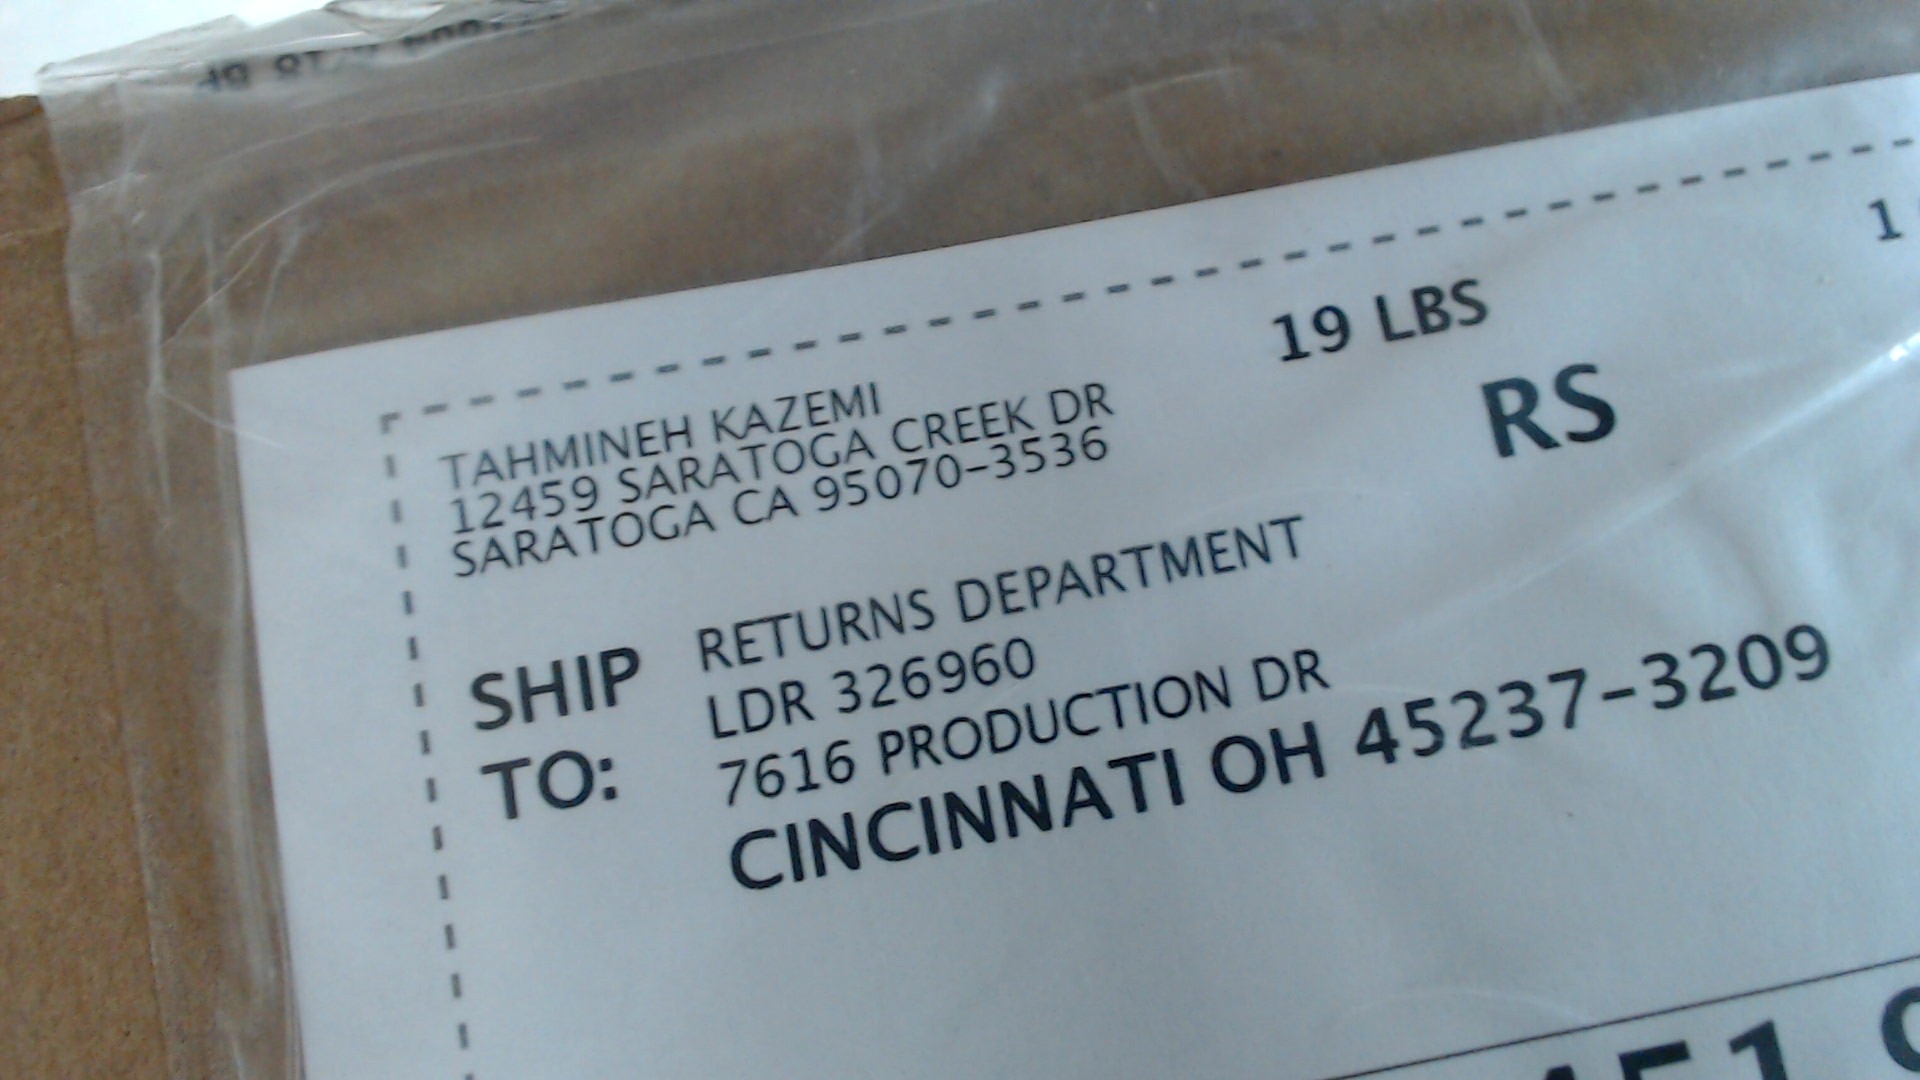 TAHMINEH KAZEMI
12459 SARATOGA CREEK DR
SARATOGA CA 95070-3536
19 LBS
1
RS
SHIP TO:
RETURNS DEPARTMENT
LDR 326960
7616 PRODUCTION DR
CINCINNATI OH 45237-3209